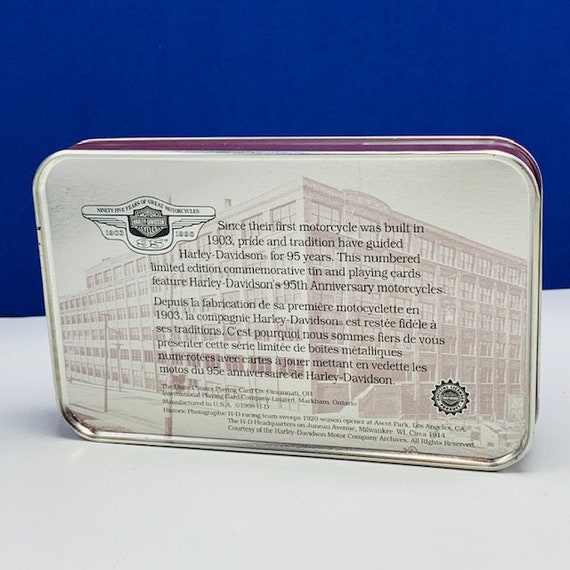 NINETY FIVE YEARS OF GREAT MOTORCYCLES
1903 1998
HARLEY-DAVIDSON
95
Since their first motorcycle was built in
1903, pride and tradition have guided
Harley-Davidson® for 95 years. This numbered
limited edition commemorative tin and playing cards
feature Harley-Davidson's 95th Anniversary motorcycles.
Depuis la fabrication de sa première motocyclette en
1903, la compagnie Harley-Davidson® est restée fidele à
ses traditions. C'est pourquoi nous sommes fiers de vous
presenter cette série limitée de boites métalliques
numerotées avec cartes à jouer mettant en vedette les
motos du 95e anniversaire de Harley-Davidson.
The United States Playing Card Co. Cincinnati, OH.
International Playing Card Company Limited, Markham, Ontario
Manufactured in U.S.A. ©1998 H-D
Historic Photographs: H-D racing team sweeps 1920 season opener at Ascot Park, Los Angeles, CA.
The H-D Headquarters on Juneau Avenue, Milwaukee, WI. Circa 1914
Courtesy of the Harley-Davidson Motor Company Archives. All Rights Reserved.